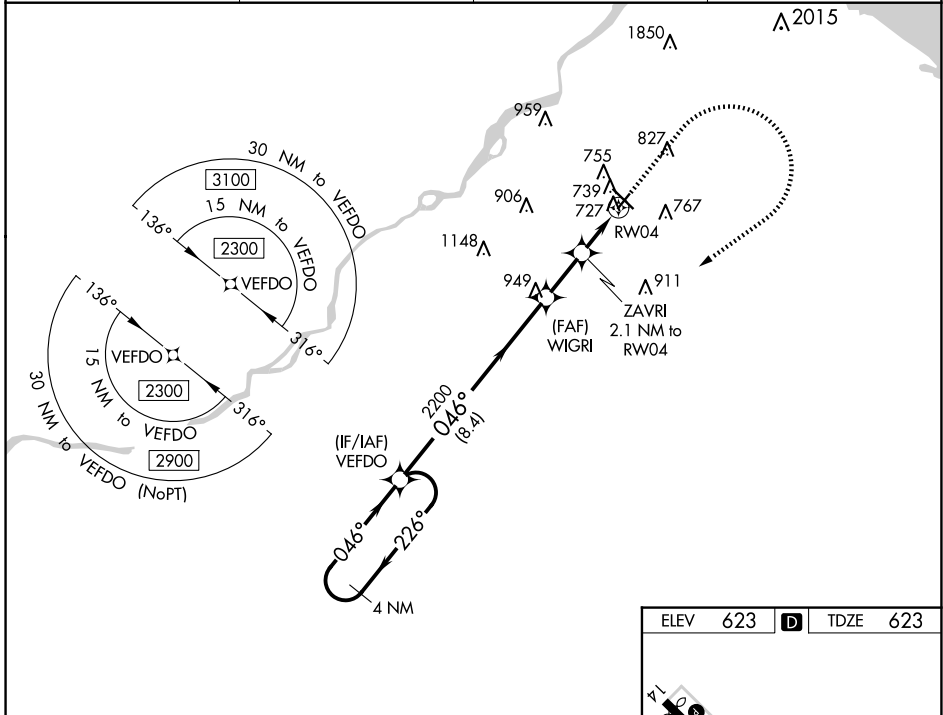 2015
1850
959
827
755
739
727
767
906
RW04
1148
949
911
ZAVRI
2.1 NM to
RW04
(FAF)
WIGRI
30 NM to VEFDO
3100
15 NM to VEFDO
2300
136°
VEFDO
316°
136°
VEFDO
15 NM to VEFDO
2300
316°
30 NM to VEFDO (NoPT)
2900
2200
046°
(8.4)
(IF/IAF)
VEFDO
046°
226°
4 NM
ELEV 623 D TDZE 623
14
P